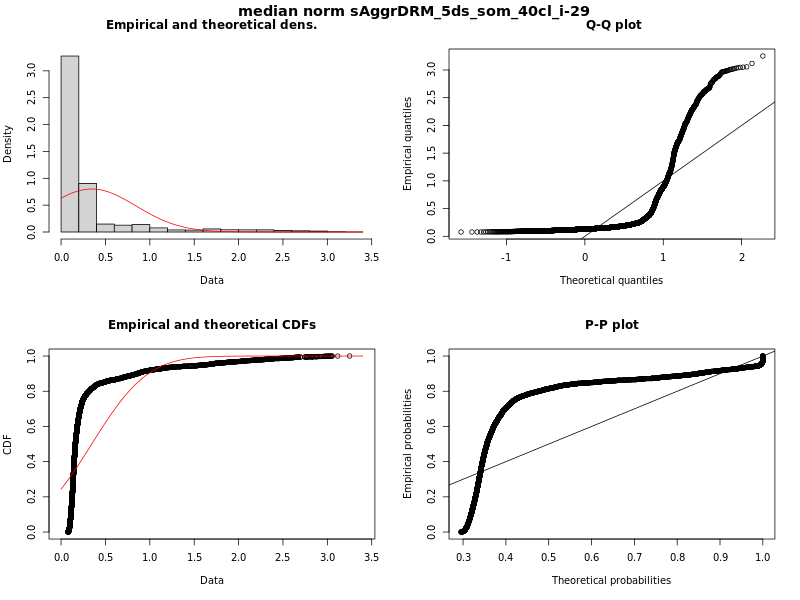 median norm sAggrDRM_5ds_som_40cl_i-29
Empirical and theoretical dens.
Density
0.0 0.5 1.0 1.5 2.0 2.5 3.0
0.0 0.5 1.0 1.5 2.0 2.5 3.0 3.5
Data
Q-Q plot
Empirical quantiles
0.0 0.5 1.0 1.5 2.0 2.5 3.0
-1 0 1 2
Theoretical quantiles
Empirical and theoretical CDFs
CDF
0.0 0.2 0.4 0.6 0.8 1.0
0.0 0.5 1.0 1.5 2.0 2.5 3.0 3.5
Data
P-P plot
Empirical probabilities
0.0 0.2 0.4 0.6 0.8 1.0
0.3 0.4 0.5 0.6 0.7 0.8 0.9 1.0
Theoretical probabilities